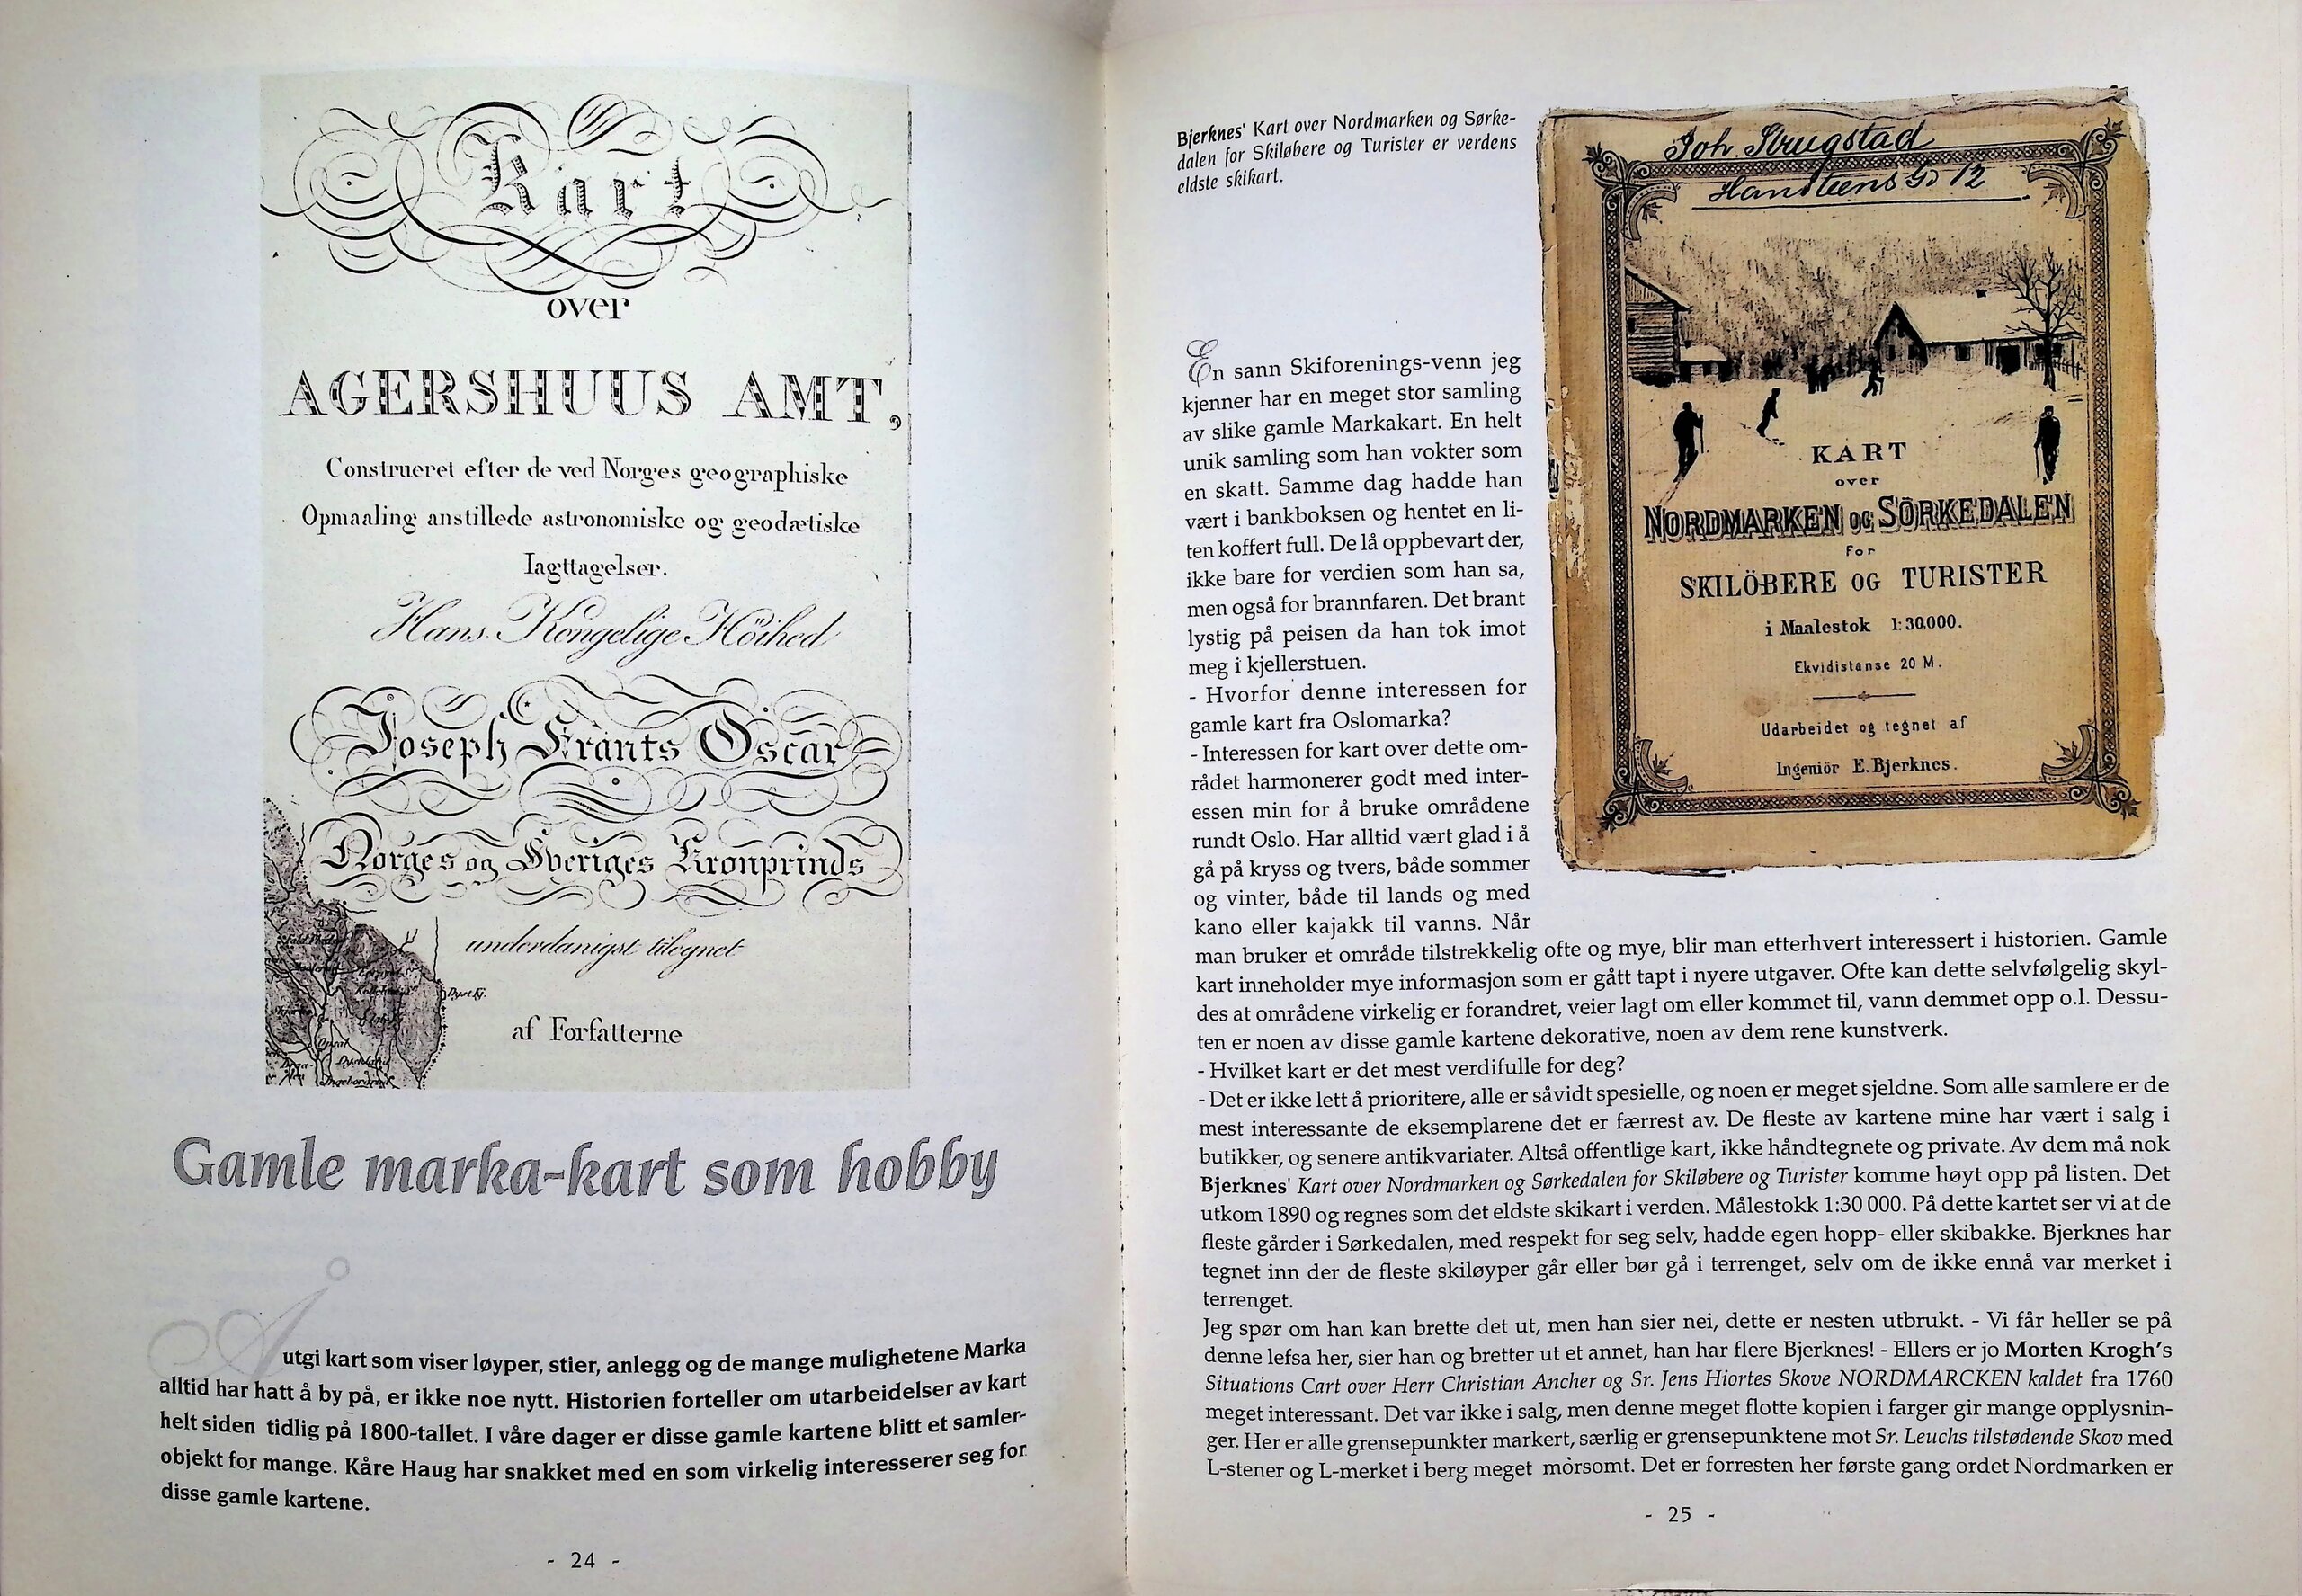 Kart
over
AGERSHUUS AMT,
Construeret efter de ved Norges geographiske
Opmaaling anstillede astronomiske og geodætiske
Iagttagelser.
Hans Kongelige Höihed
Joseph Frants Oscar
Norges og Sveriges Kronprinds
underdanigst tilegnet
af Forfatterne
Gamle marka-kart som hobby
Å utgi kart som viser løyper, stier, anlegg og de mange mulighetene Marka
alltid har hatt å by på, er ikke noe nytt. Historien forteller om utarbeidelser av kart
helt siden tidlig på 1800-tallet. I våre dager er disse gamle kartene blitt et samler-
objekt for mange. Kåre Haug har snakket med en som virkelig interesserer seg for
disse gamle kartene.
- 24 -
Bjerknes' Kart over Nordmarken og Sørke-
dalen for Skiløbere og Turister er verdens
eldste skikart.
Joh. Strugstad
Hansteens G. 12
KART
over
NORDMARKEN OG SÖRKEDALEN
for
SKILÖBERE OG TURISTER
i Maalestok 1:30,000.
Ekvidistanse 20 M.
Udarbeidet og tegnet af
Ingeniör E. Bjerknes.
En sann Skiforenings-venn jeg
kjenner har en meget stor samling
av slike gamle Markakart. En helt
unik samling som han vokter som
en skatt. Samme dag hadde han
vært i bankboksen og hentet en li-
ten koffert full. De lå oppbevart der,
ikke bare for verdien som han sa,
men også for brannfaren. Det brant
lystig på peisen da han tok imot
meg i kjellerstuen.
- Hvorfor denne interessen for
gamle kart fra Oslomarka?
- Interessen for kart over dette om-
rådet harmonerer godt med inter-
essen min for å bruke områdene
rundt Oslo. Har alltid vært glad i å
gå på kryss og tvers, både sommer
og vinter, både til lands og med
kano eller kajakk til vanns. Når
man bruker et område tilstrekkelig ofte og mye, blir man etterhvert interessert i historien. Gamle
kart inneholder mye informasjon som er gått tapt i nyere utgaver. Ofte kan dette selvfølgelig skyl-
des at områdene virkelig er forandret, veier lagt om eller kommet til, vann demmet opp o.l. Dessu-
ten er noen av disse gamle kartene dekorative, noen av dem rene kunstverk.
- Hvilket kart er det mest verdifulle for deg?
- Det er ikke lett å prioritere, alle er såvidt spesielle, og noen er meget sjeldne. Som alle samlere er de
mest interessante de eksemplarene det er færrest av. De fleste av kartene mine har vært i salg i
butikker, og senere antikvariater. Altså offentlige kart, ikke håndtegnete og private. Av dem må nok
Bjerknes' Kart over Nordmarken og Sørkedalen for Skiløbere og Turister komme høyt opp på listen. Det
utkom 1890 og regnes som det eldste skikart i verden. Målestokk 1:30 000. På dette kartet ser vi at de
fleste gårder i Sørkedalen, med respekt for seg selv, hadde egen hopp- eller skibakke. Bjerknes har
tegnet inn der de fleste skiløyper går eller bør gå i terrenget, selv om de ikke ennå var merket i
terrenget.
Jeg spør om han kan brette det ut, men han sier nei, dette er nesten utbrukt. - Vi får heller se på
denne lefsa her, sier han og bretter ut et annet, han har flere Bjerknes! - Ellers er jo Morten Krogh's
Situations Cart over Herr Christian Ancher og Sr. Jens Hiortes Skove NORDMARCKEN kaldet fra 1760
meget interessant. Det var ikke i salg, men denne meget flotte kopien i farger gir mange opplysnin-
ger. Her er alle grensepunkter markert, særlig er grensepunktene mot Sr. Leuchs tilstødende Skov med
L-stener og L-merket i berg meget morsomt. Det er forresten her første gang ordet Nordmarken er
- 25 -